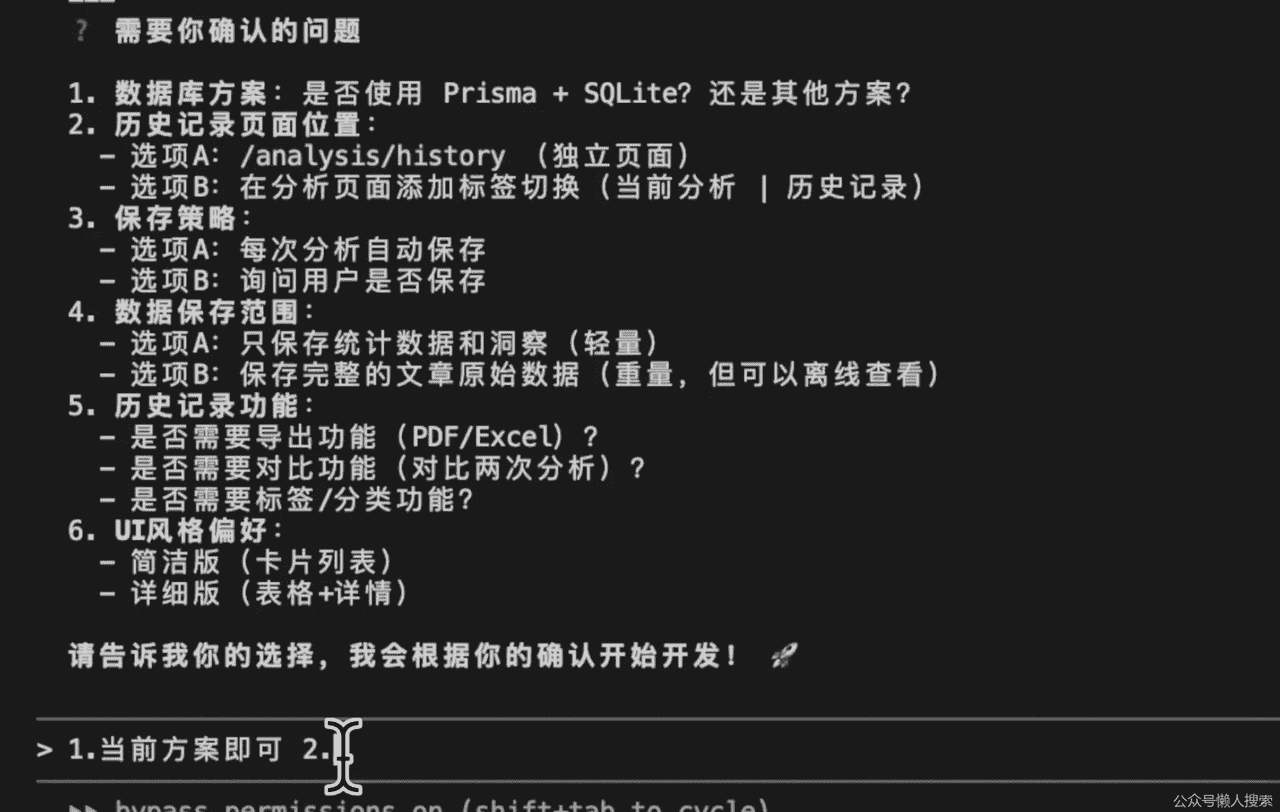 ? 需要你确认的问题
1. 数据库方案：是否使用 Prisma + SQLite？还是其他方案？
2. 历史记录页面位置：
– 选项A: /analysis/history （独立页面）
– 选项B: 在分析页面添加标签切换（当前分析 | 历史记录）
3. 保存策略：
– 选项A: 每次分析自动保存
– 选项B: 询问用户是否保存
4. 数据保存范围：
– 选项A: 只保存统计数据和洞察（轻量）
– 选项B: 保存完整的文章原始数据（重量，但可以离线查看）
5. 历史记录功能：
– 是否需要导出功能（PDF/Excel）?
– 是否需要对比功能（对比两次分析）?
– 是否需要标签/分类功能?
6. UI风格偏好：
– 简洁版（卡片列表）
– 详细版（表格+详情）
请告诉我你的选择，我会根据你的确认开始开发！ 🚀
> 1.当前方案即可 2.
▶▶ bypass permissions on (shift+tab to cycle)
公众号懒人搜索